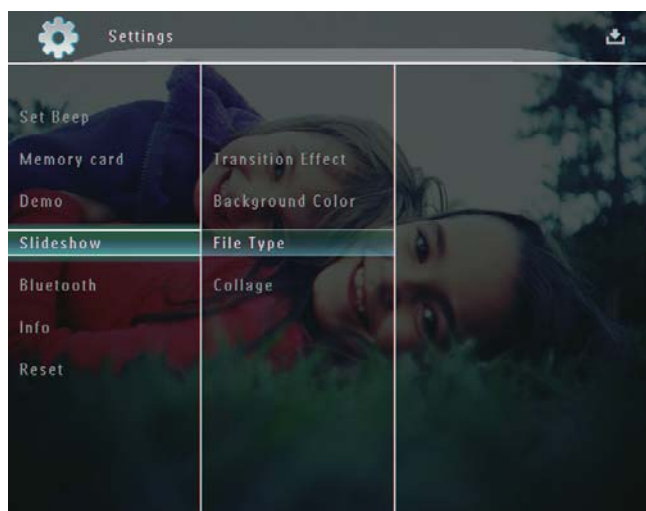 Settings
Set Beep
Memory card
Demo
Slideshow
Bluetooth
Info
Reset
Transition Effect
Background Color
File Type
Collage